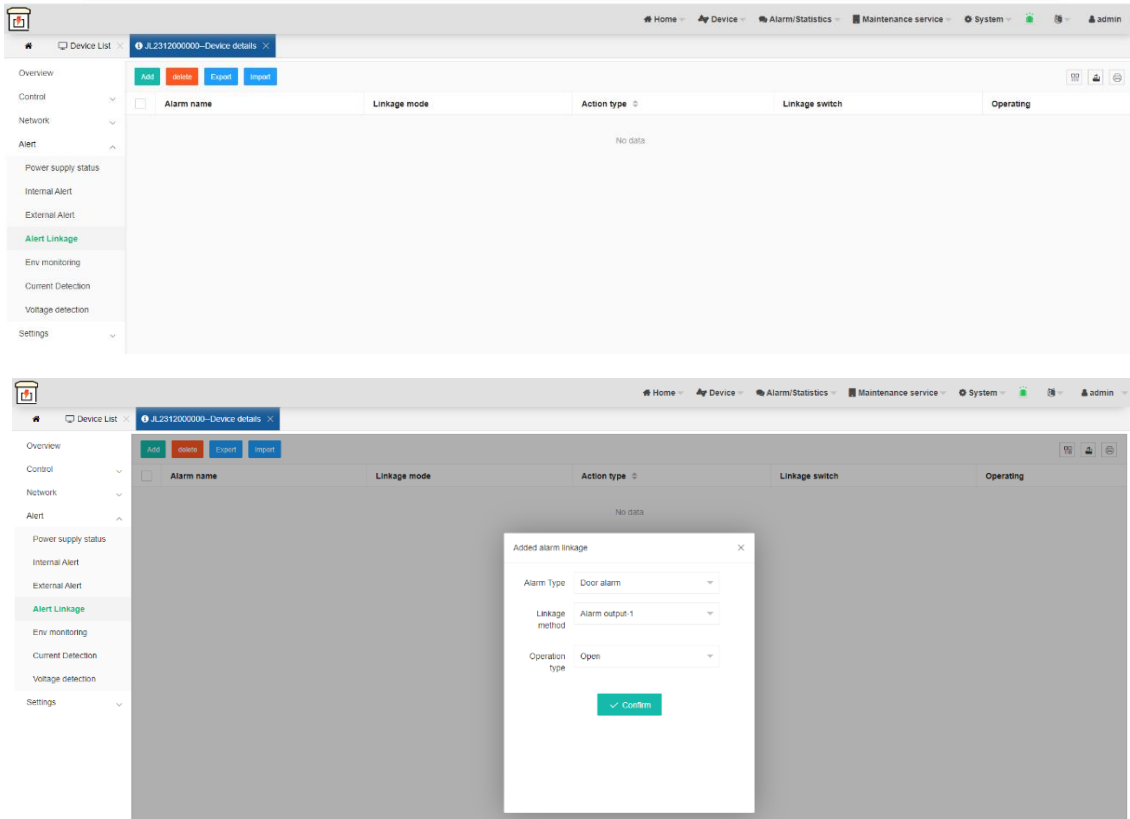 Home Device Alarm/Statistics Maintenance service System admin
Device List JL2312000000--Device details
Overview
Add delete Export Import
Control
Alarm name Linkage mode Action type Linkage switch Operating
Network
No data
Alert
Power supply status
Internal Alert
External Alert
Alert Linkage
Env monitoring
Current Detection
Voltage detection
Settings
Home Device Alarm/Statistics Maintenance service System admin
Device List JL2312000000--Device details
Overview
Add delete Export Import
Control
Alarm name Linkage mode Action type Linkage switch Operating
Network
Alert
No data
Power supply status
Internal Alert
External Alert
Alert Linkage
Env monitoring
Current Detection
Voltage detection
Settings
Added alarm linkage
Alarm Type Door alarm
Linkage method Alarm output-1
Operation type Open
Confirm